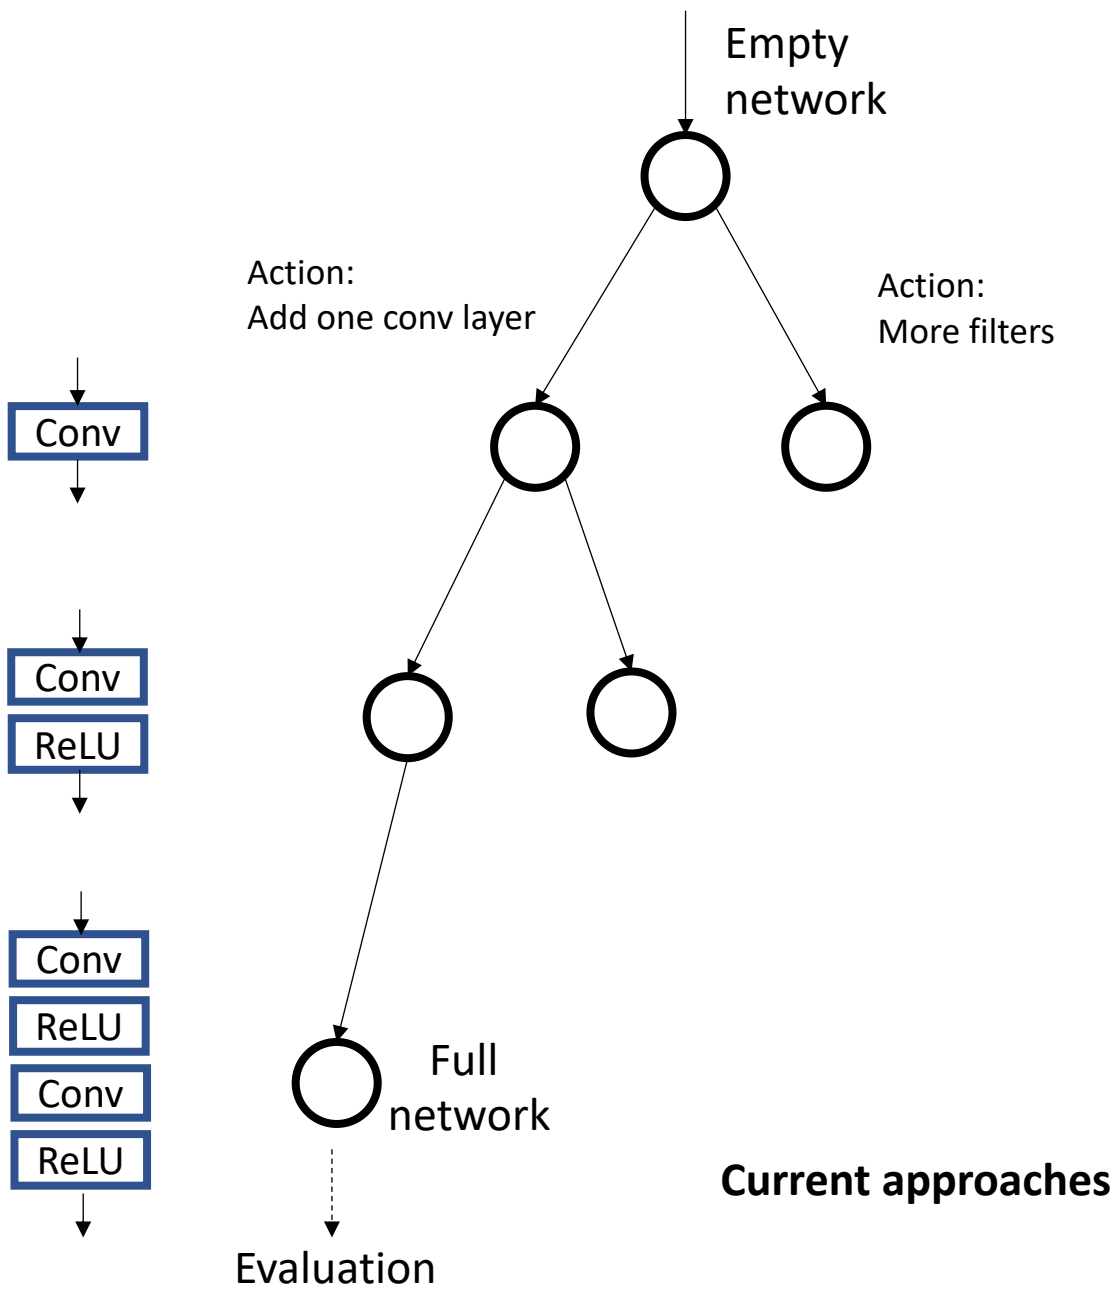 Empty
network
Action:
Add one conv layer
Action:
More filters
Conv
Conv
ReLU
Conv
ReLU
Conv
ReLU
Full
network
Current approaches
Evaluation